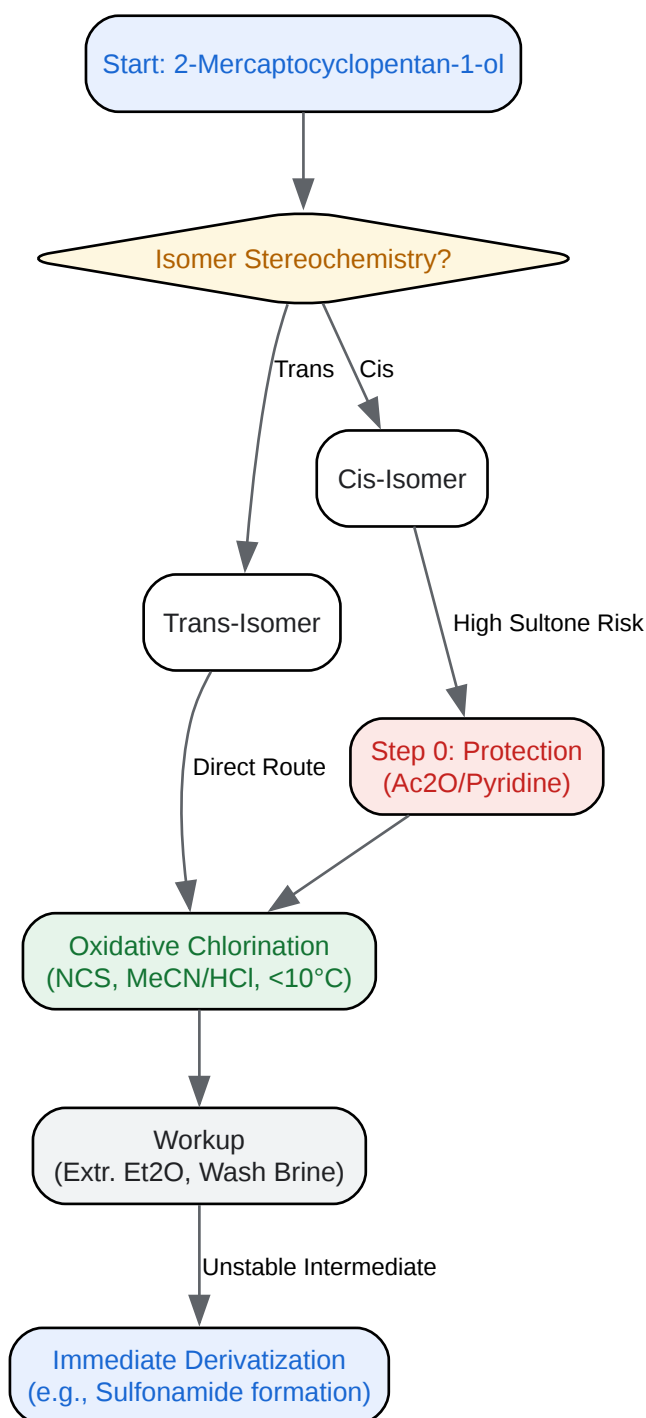 Start: 2-Mercaptocyclopentan-1-ol
Isomer Stereochemistry?
Trans
Cis
Cis-Isomer
Trans-Isomer
High Sultone Risk
Step 0: Protection
(Ac2O/Pyridine)
Direct Route
Oxidative Chlorination
(NCS, MeCN/HCl, <10°C)
Workup
(Extr. Et2O, Wash Brine)
Unstable Intermediate
Immediate Derivatization
(e.g., Sulfonamide formation)